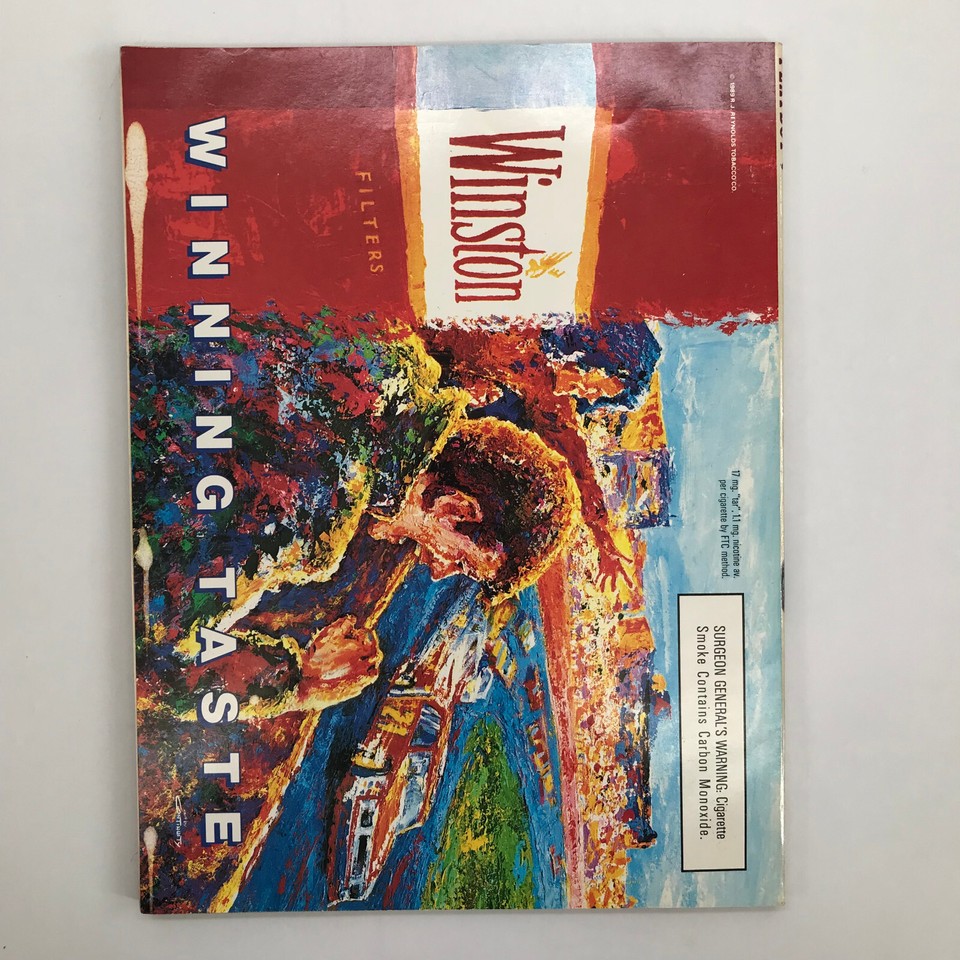 © 1989 R.J. REYNOLDS TOBACCO CO.
Winston
FILTERS
17 mg. "tar", 1.1 mg. nicotine av.
per cigarette by FTC method.
SURGEON GENERAL'S WARNING: Cigarette
Smoke Contains Carbon Monoxide.
WINNING TASTE